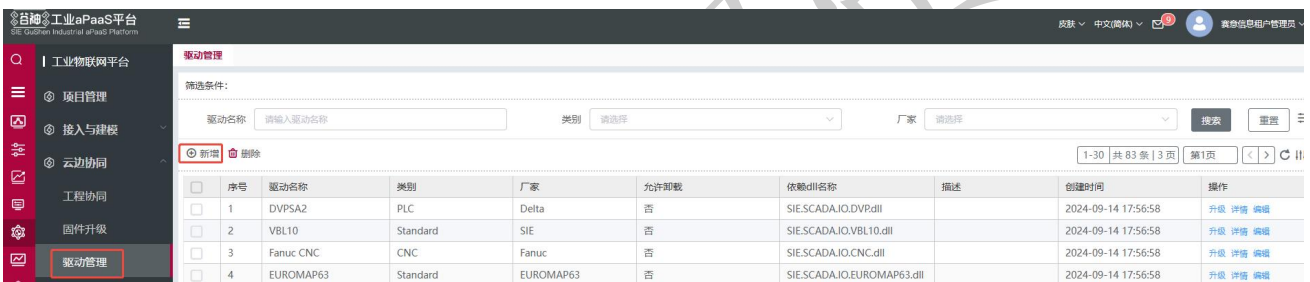 谷神 工业aPaaS平台
SIE GuShen Industrial aPaaS Platform
皮肤 中文(简体) 9 赛意信息租户管理员
工业物联网平台
项目管理
接入与建模
云边协同
工程协同
固件升级
驱动管理
驱动管理
筛选条件：
驱动名称 请输入驱动名称 类别 请选择 厂家 请选择 搜索 重置
新增 删除 1-30 共 83 条 | 3 页 第1页
序号 驱动名称 类别 厂家 允许卸载 依赖dll名称 描述 创建时间 操作
1 DVPSA2 PLC Delta 否 SIE.SCADA.IO.DVP.dll 2024-09-14 17:56:58 升级 详情 编辑
2 VBL10 Standard SIE 否 SIE.SCADA.IO.VBL10.dll 2024-09-14 17:56:58 升级 详情 编辑
3 Fanuc CNC CNC Fanuc 否 SIE.SCADA.IO.CNC.dll 2024-09-14 17:56:58 升级 详情 编辑
4 EUROMAP63 Standard EUROMAP63 否 SIE.SCADA.IO.EUROMAP63.dll 2024-09-14 17:56:58 升级 详情 编辑